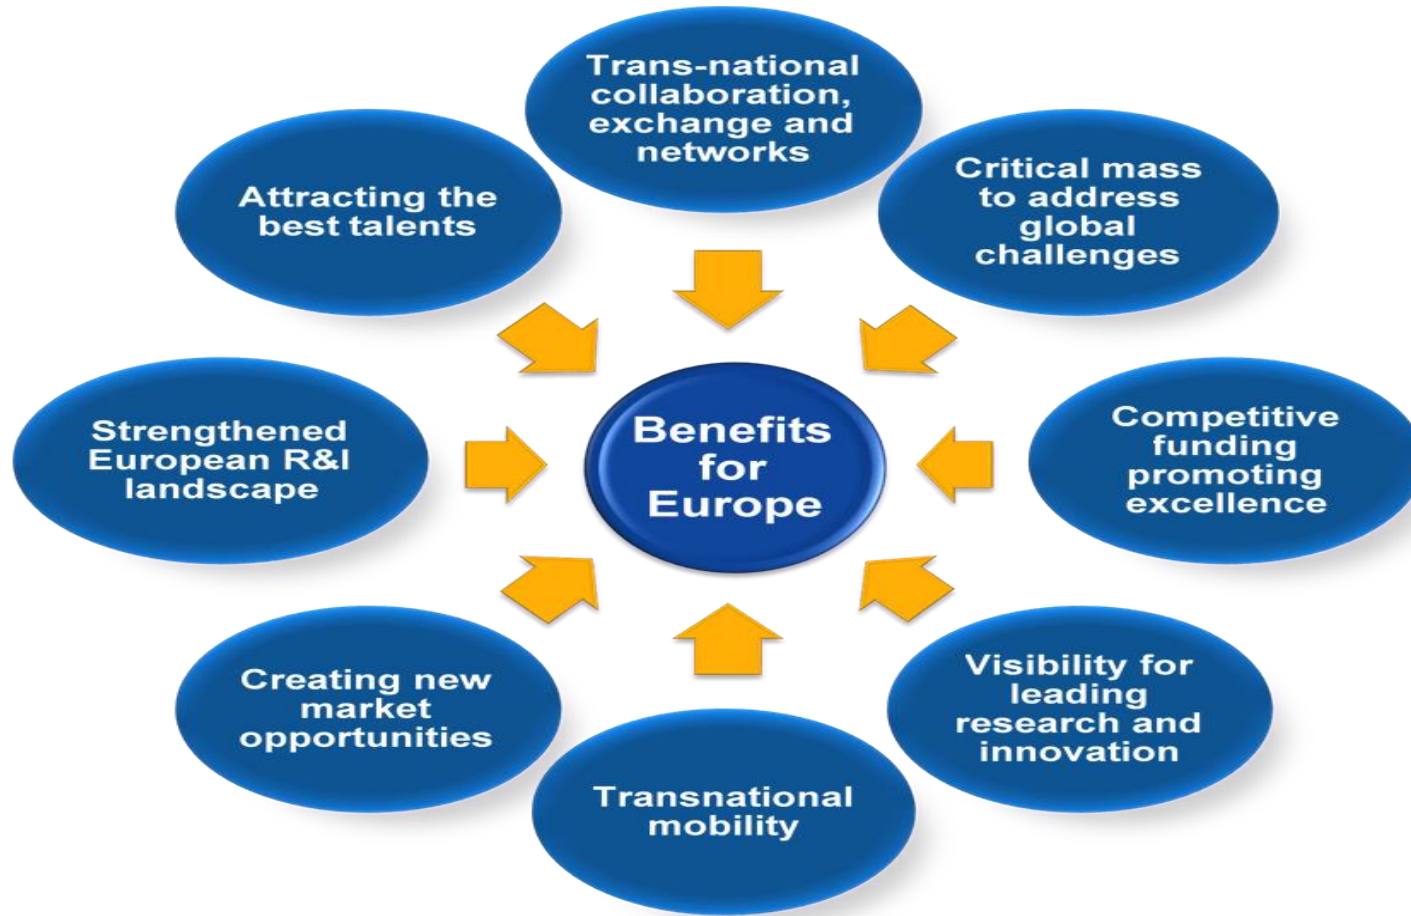 Trans-national
collaboration,
exchange and
networks
Attracting the
best talents
Critical mass
to address
global
challenges
Strengthened
European R&I
landscape
Benefits
for
Europe
Competitive
funding
promoting
excellence
Creating new
market
opportunities
Visibility for
leading
research and
innovation
Transnational
mobility